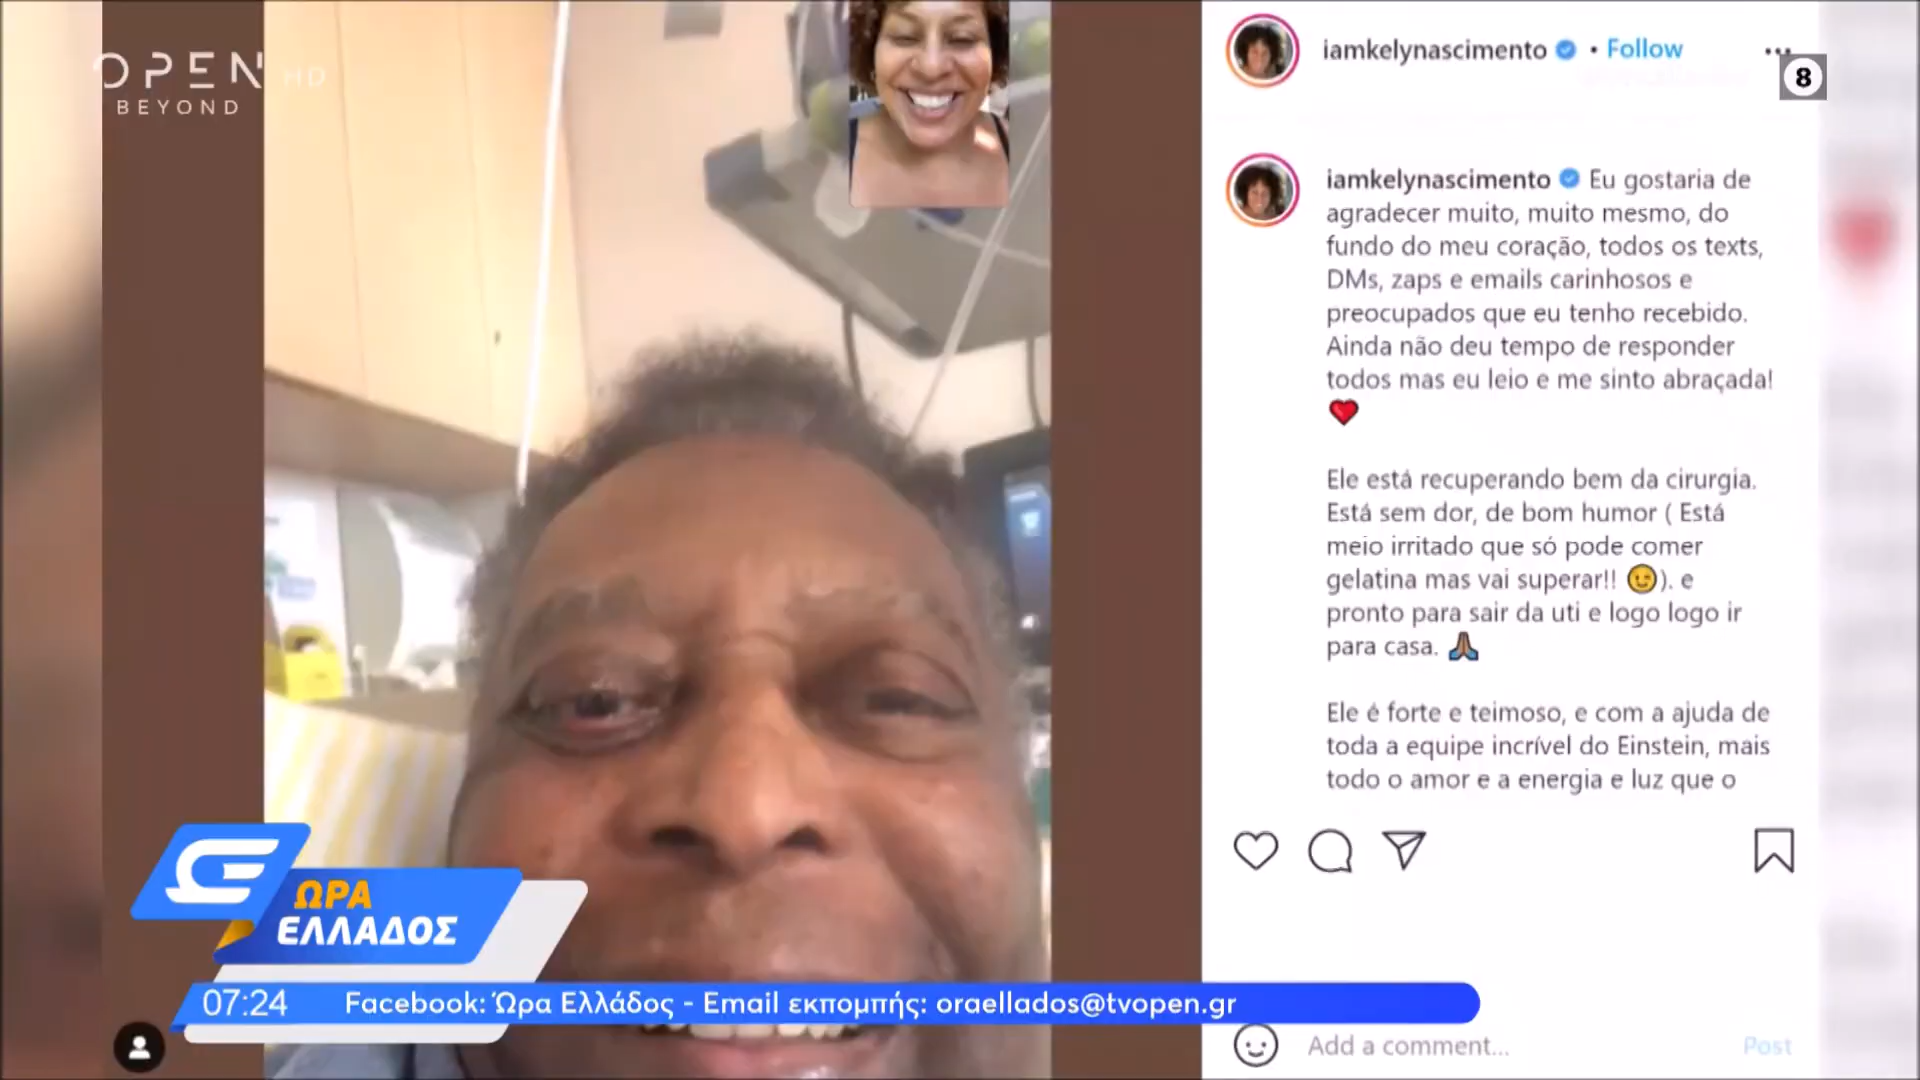 OPEN HD
BEYOND
iamkelynascimento • Follow
8
iamkelynascimento Eu gostaria de
agradecer muito, muito mesmo, do
fundo do meu coração, todos os texts,
DMs, zaps e emails carinhosos e
preocupados que eu tenho recebido.
Ainda não deu tempo de responder
todos mas eu leio e me sinto abraçada!
❤️
Ele está recuperando bem da cirurgia.
Está sem dor, de bom humor ( Está
meio irritado que só pode comer
gelatina mas vai superar!! 😉). e
pronto para sair da uti e logo logo ir
para casa. 🙏🏾
Ele é forte e teimoso, e com a ajuda de
toda a equipe incrível do Einstein, mais
todo o amor e a energia e luz que o
ΩΡΑ
ΕΛΛΑΔΟΣ
07:24 Facebook: Ώρα Ελλάδος - Email εκπομπής: oraellados@tvopen.gr
Add a comment... Post